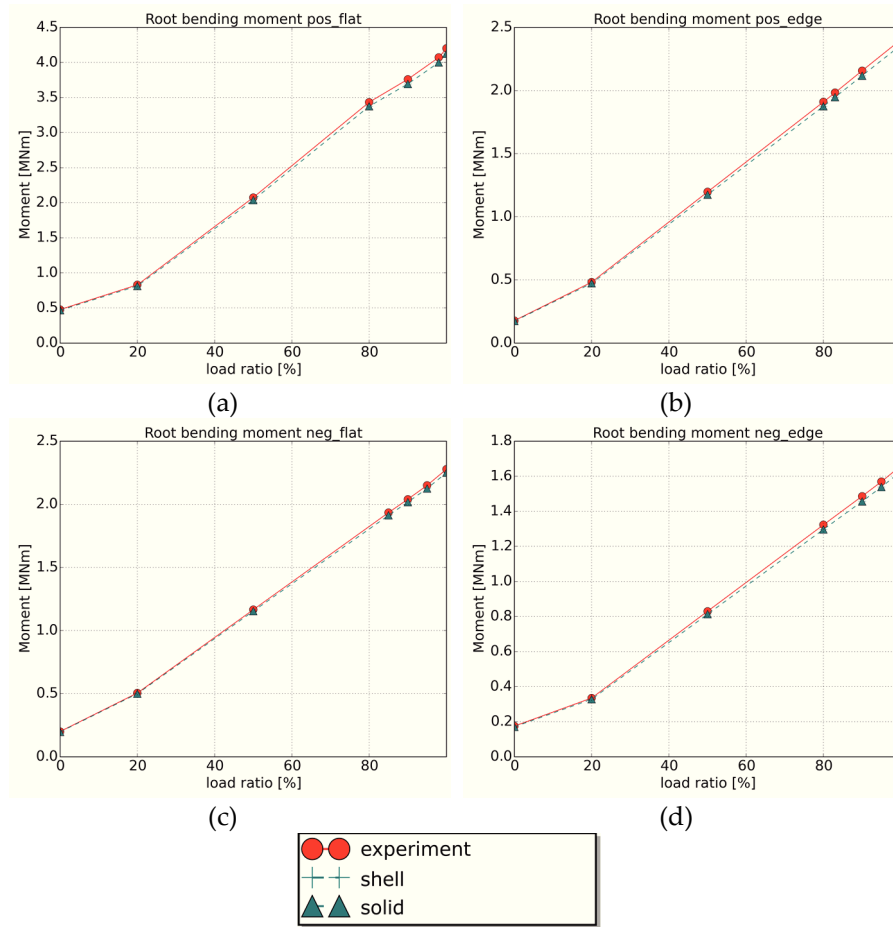 Root bending moment pos_flat
4.5
4.0
3.5
3.0
2.5
2.0
1.5
1.0
0.5
0.0
Moment [MNm]
0 20 40 60 80
load ratio [%]
(a)
Root bending moment pos_edge
2.5
2.0
1.5
1.0
0.5
0.0
Moment [MNm]
0 20 40 60 80
load ratio [%]
(b)
Root bending moment neg_flat
2.5
2.0
1.5
1.0
0.5
0.0
Moment [MNm]
0 20 40 60 80
load ratio [%]
(c)
Root bending moment neg_edge
1.8
1.6
1.4
1.2
1.0
0.8
0.6
0.4
0.2
0.0
Moment [MNm]
0 20 40 60 80
load ratio [%]
(d)
experiment
shell
solid